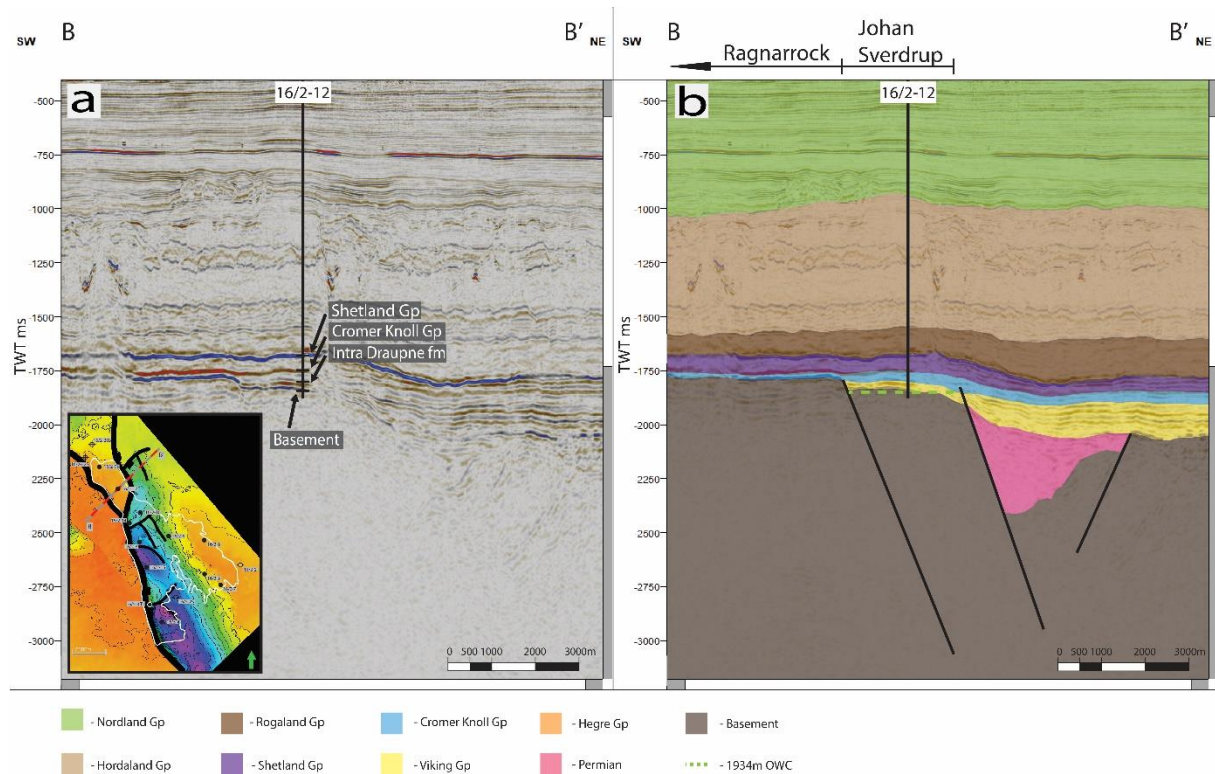 SW B B' NE
a
16/2-12
-500
-750
-1000
-1250
-1500
-1750
-2000
-2250
-2500
-2750
-3000
TWT ms
Shetland Gp
Cromer Knoll Gp
Intra Draupne fm
Basement
0 500 1000 2000 3000m
SW B B' NE
Ragnarrock
Johan
Sverdrup
b
16/2-12
-500
-750
-1000
-1250
-1500
-1750
-2000
-2250
-2500
-2750
-3000
TWT ms
0 500 1000 2000 3000m
- Nordland Gp - Rogaland Gp - Cromer Knoll Gp - Hegre Gp - Basement
- Hordaland Gp - Shetland Gp - Viking Gp - Permian - 1934m OWC